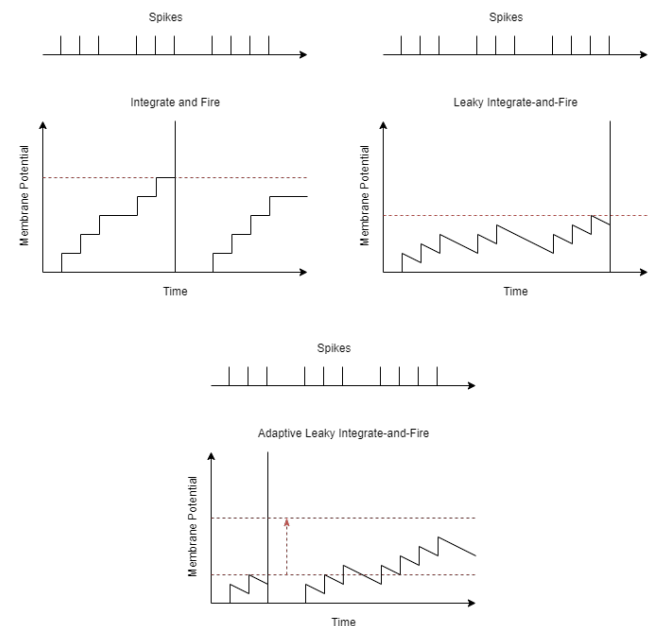 Spikes
Spikes
Integrate and Fire
Leaky Integrate-and-Fire
Membrane Potential
Membrane Potential
Time
Time
Spikes
Adaptive Leaky Integrate-and-Fire
Membrane Potential
Time